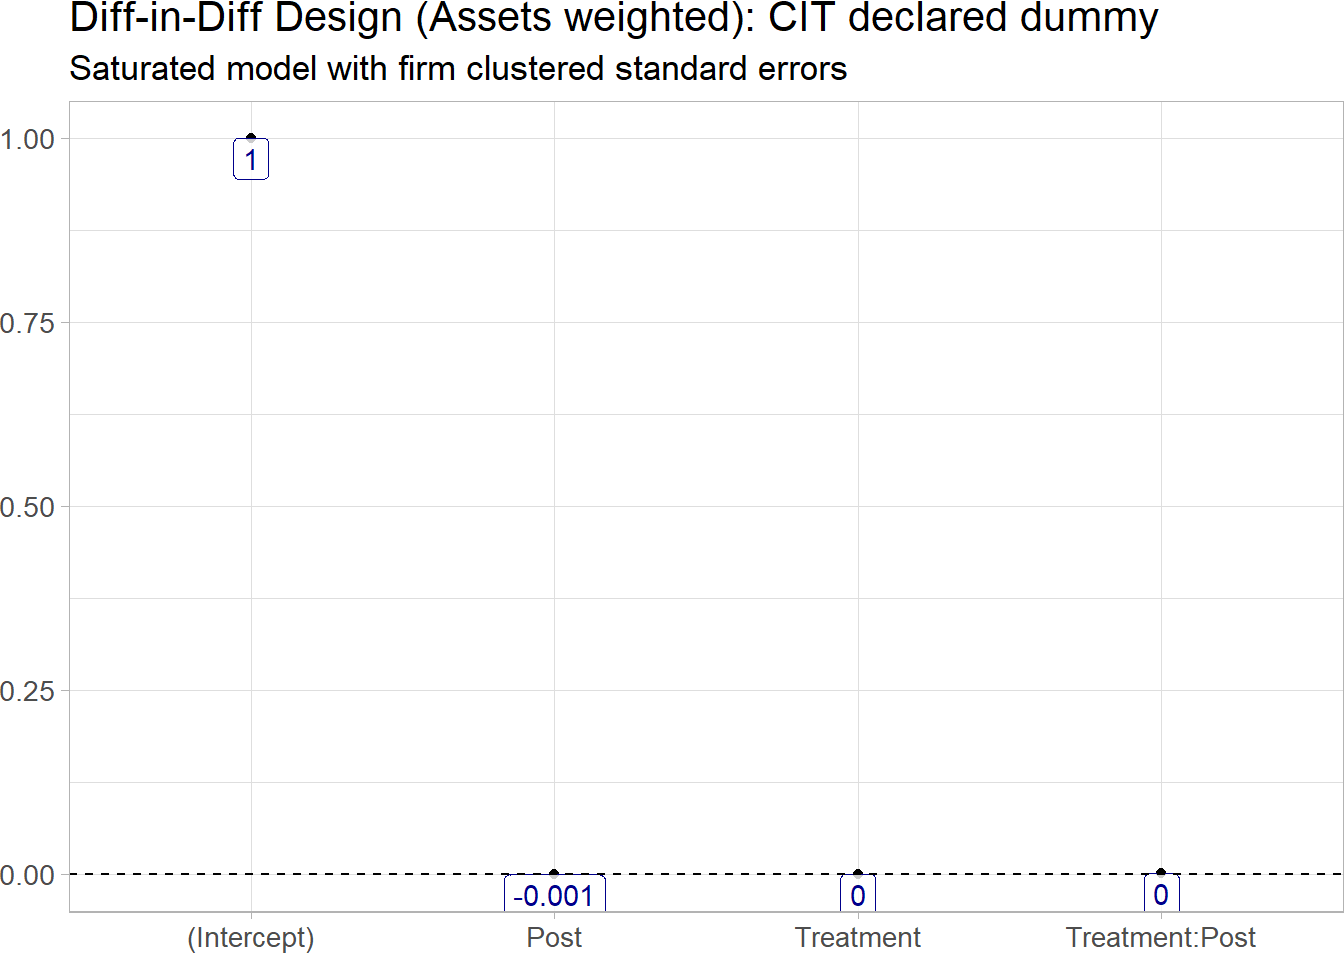 Diff-in-Diff Design (Assets weighted): CIT declared dummy
Saturated model with firm clustered standard errors
1.00
1
0.75
0.50
0.25
0.00
-0.001
0
0
(Intercept)
Post
Treatment
Treatment:Post